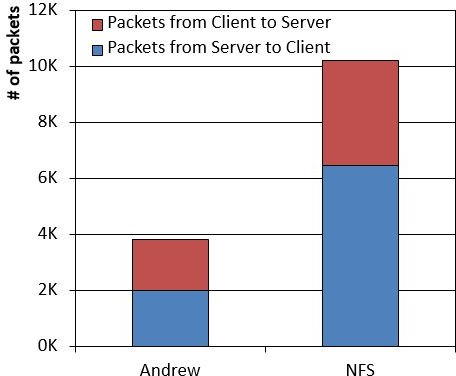 # of packets
12K
10K
8K
6K
4K
2K
0K
Packets from Client to Server
Packets from Server to Client
Andrew
NFS